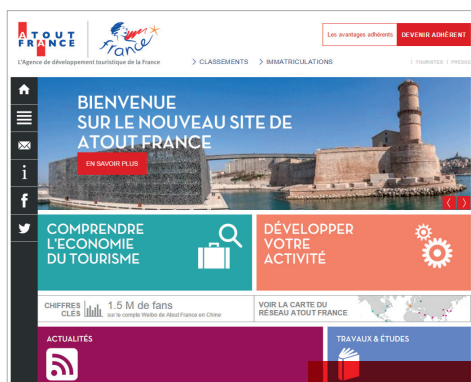 ATOUT
FRANCE
France
L'Agence de développement touristique de la France
> CLASSEMENTS > IMMATRICULATIONS
Les avantages adhérents DEVENIR ADHÉRENT
| TOURISTES | PRESSE
BIENVENUE
SUR LE NOUVEAU SITE DE
ATOUT FRANCE
EN SAVOIR PLUS
COMPRENDRE
L'ECONOMIE
DU TOURISME
DÉVELOPPER
VOTRE
ACTIVITÉ
CHIFFRES
CLÉS
1.5 M de fans
sur le compte Weibo de Atout France en Chine
VOIR LA CARTE DU
RÉSEAU ATOUT FRANCE
ACTUALITÉS
TRAVAUX & ÉTUDES